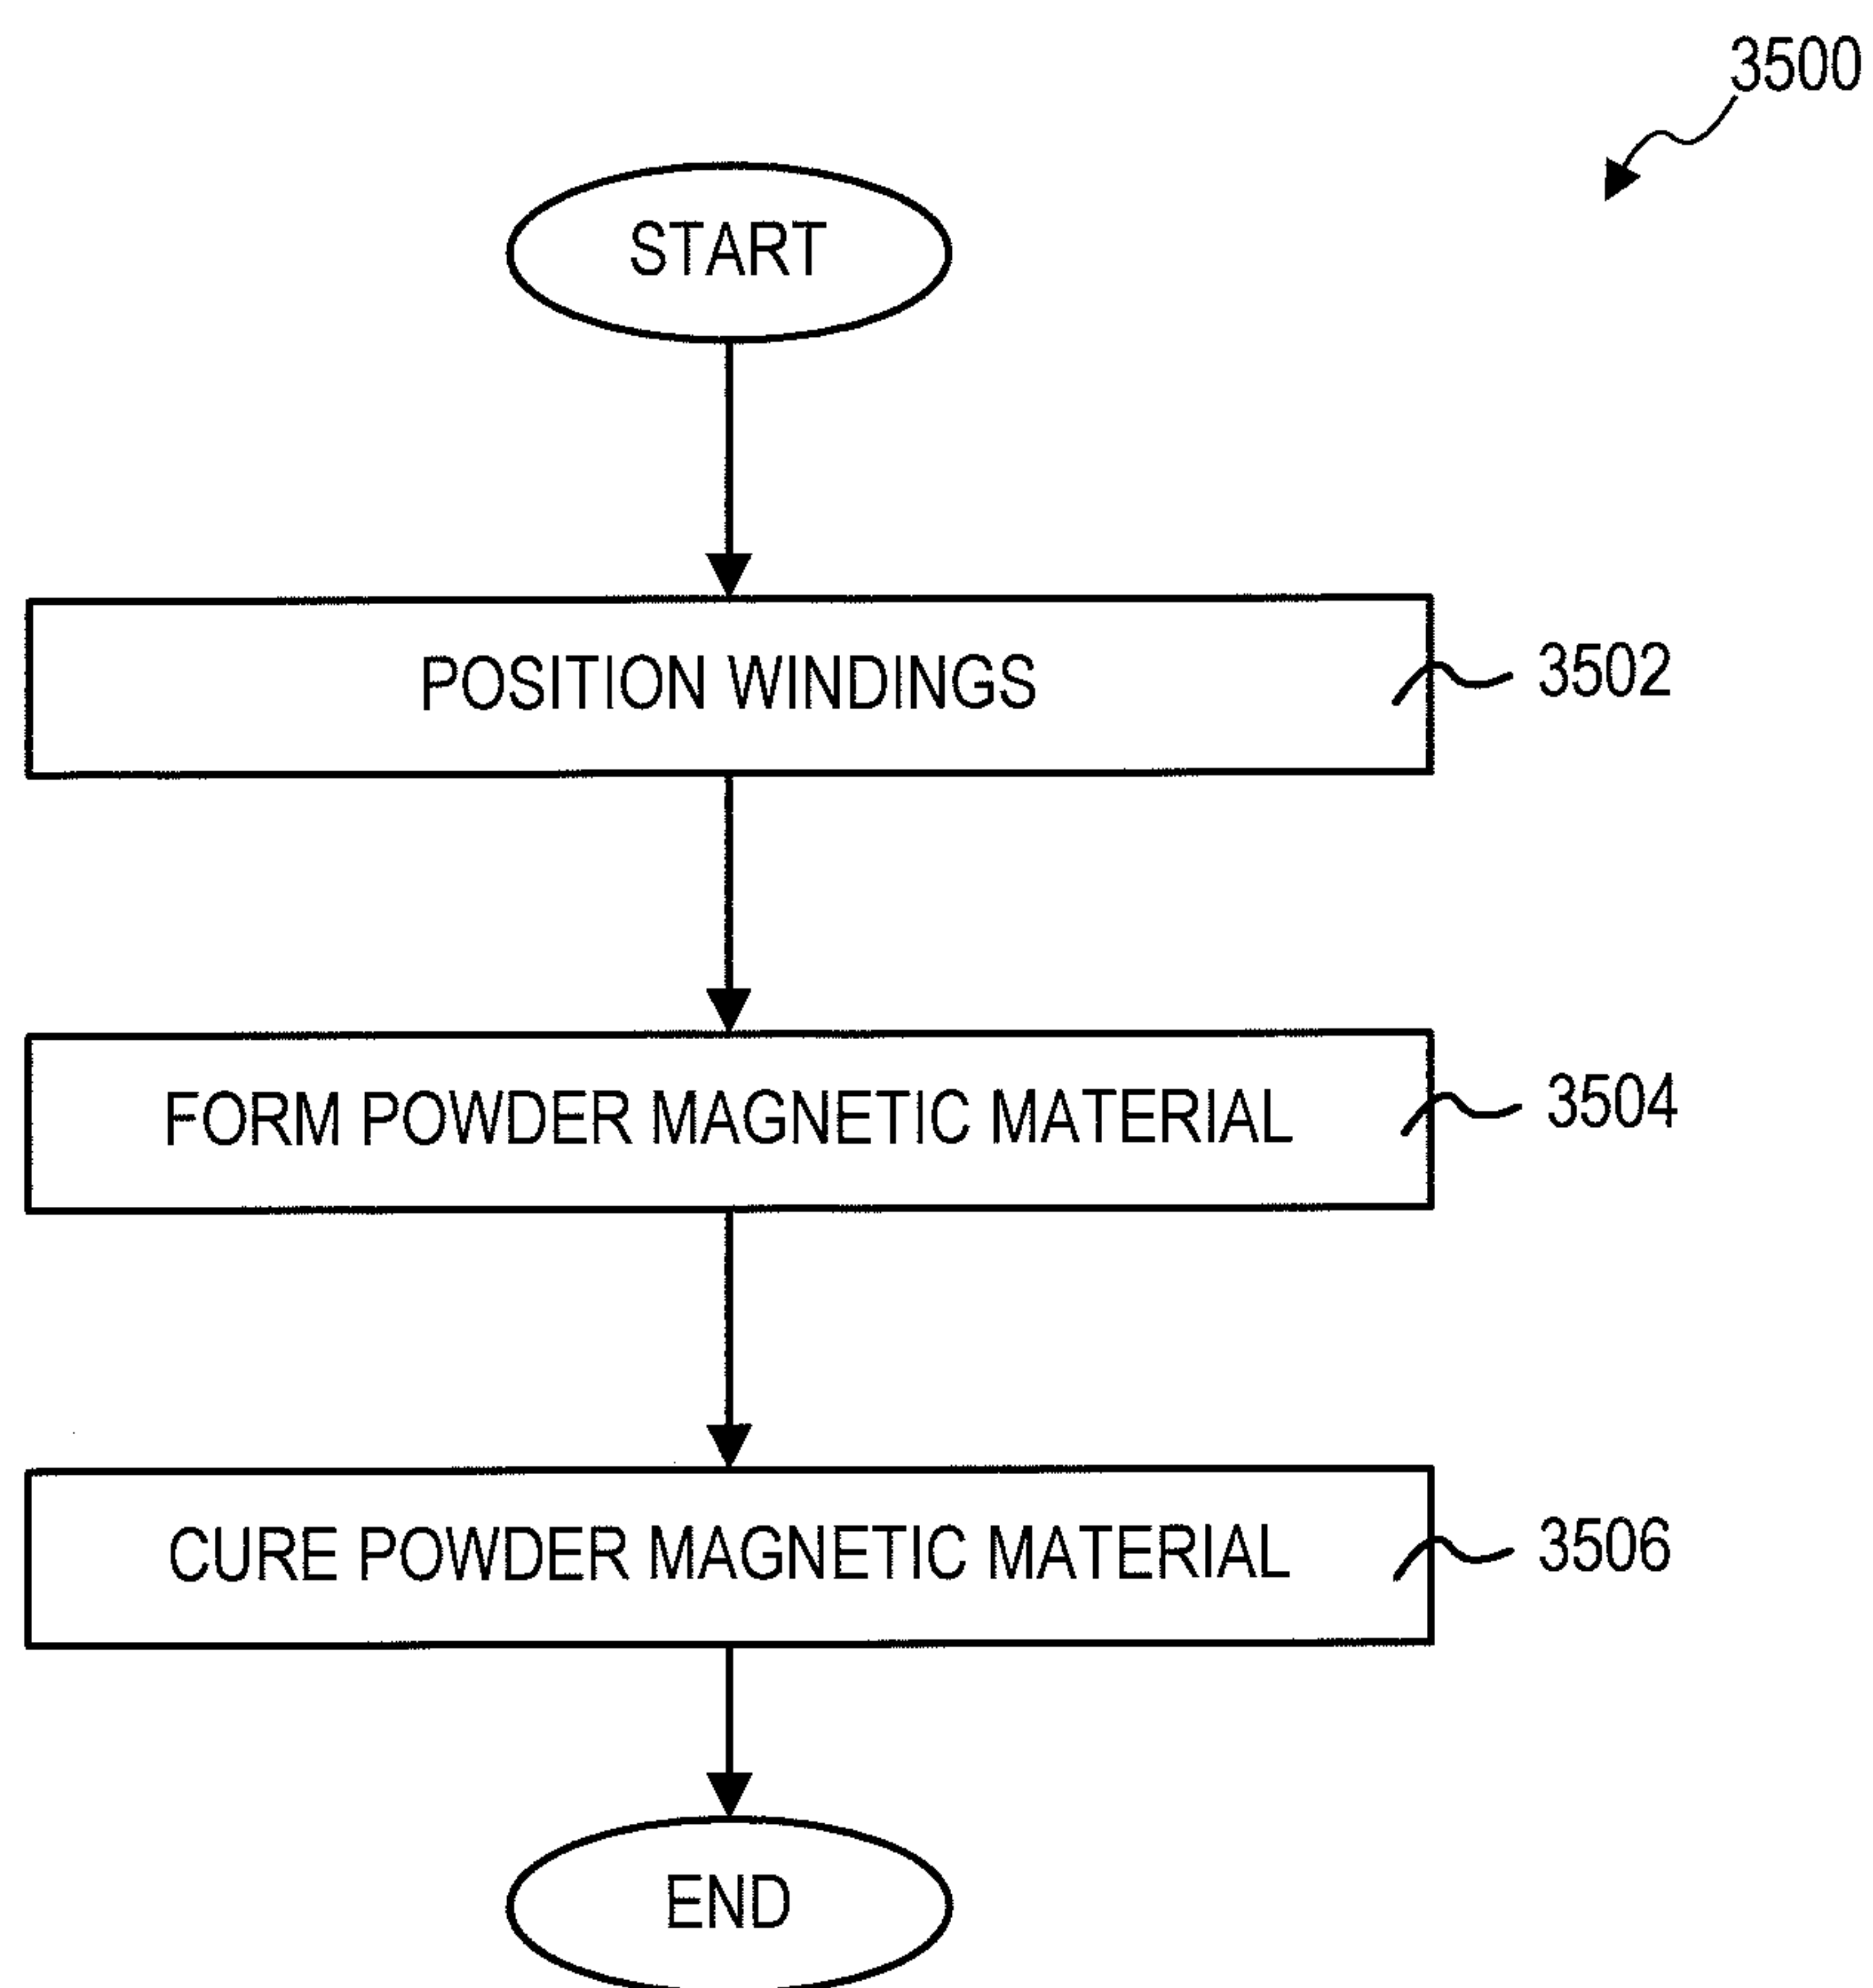 3500
START
POSITION WINDINGS
3502
FORM POWDER MAGNETIC MATERIAL
3504
CURE POWDER MAGNETIC MATERIAL
3506
END